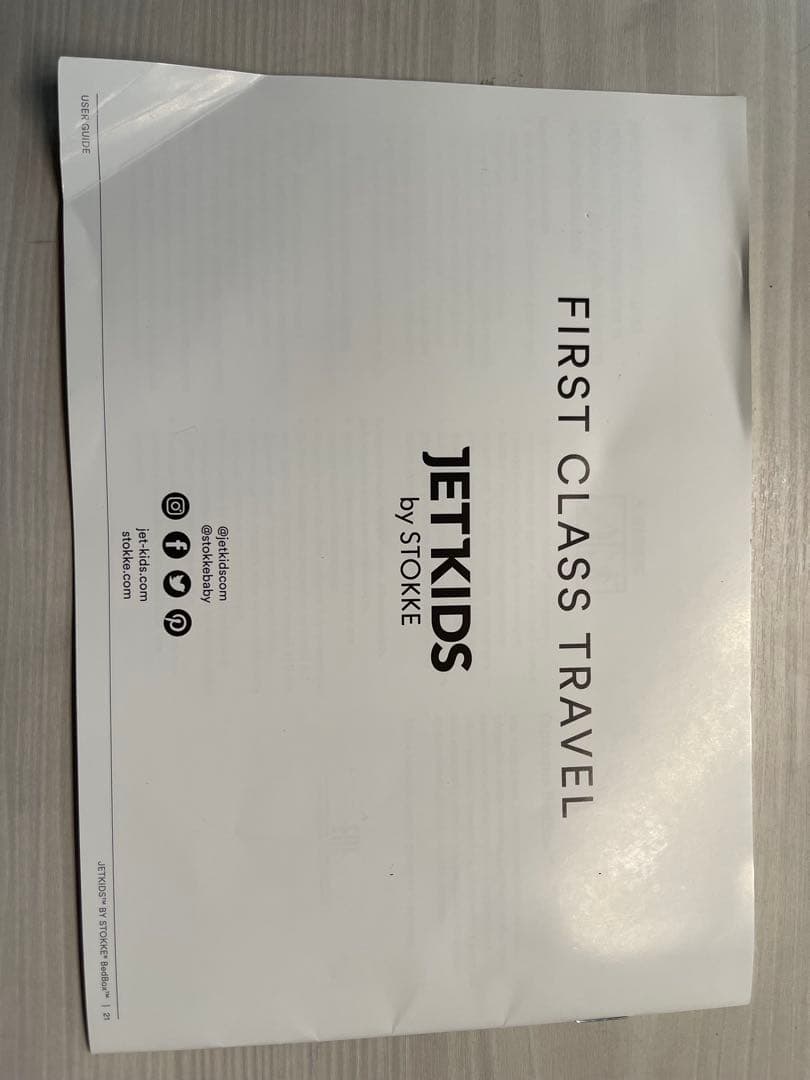 FIRST CLASS TRAVEL
JETKIDS
by STOKKE
@jetkidscom
@stokkebaby
jet-kids.com
stokke.com
USER GUIDE
JETKIDS™ BY STOKKE® BedBox™ | 21